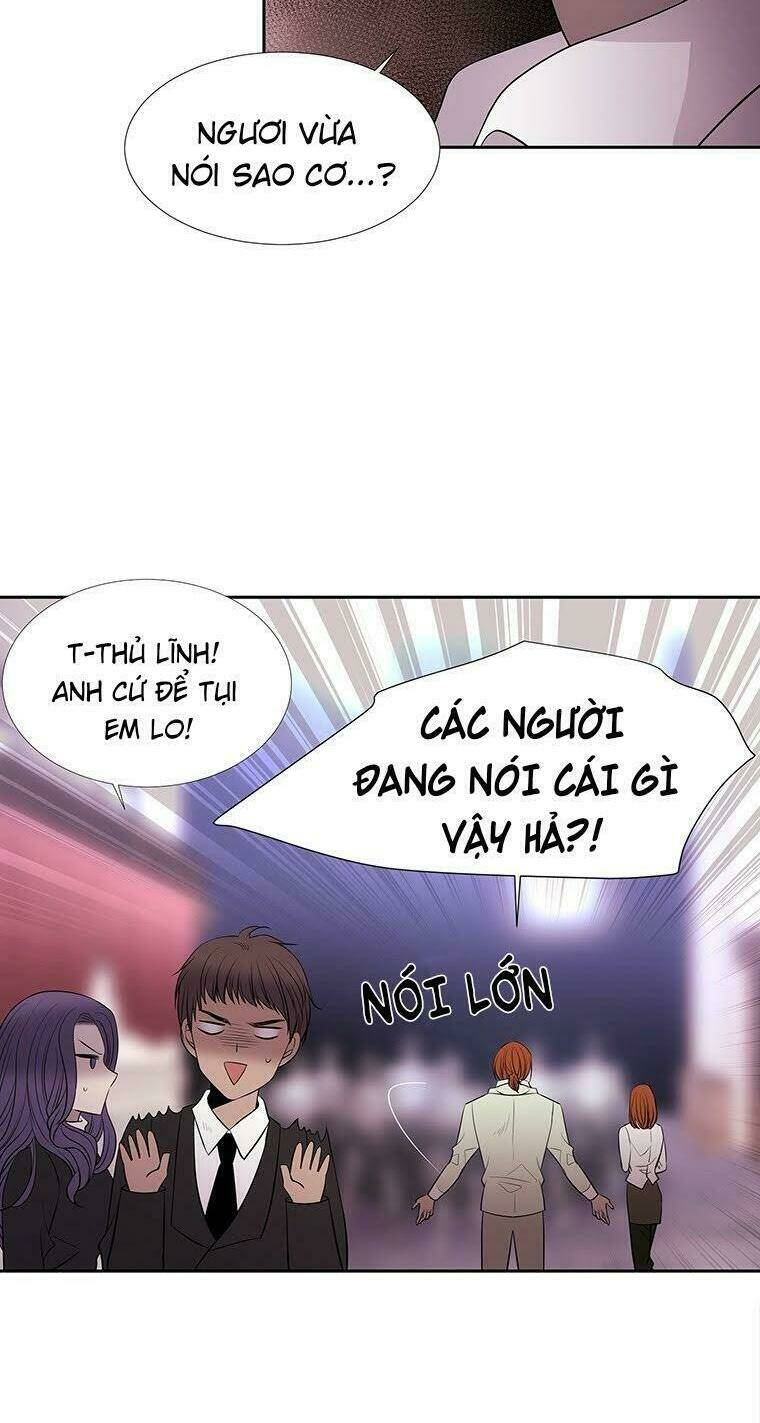 NGƯƠI VỪA
NÓI SAO CƠ...?
T-THỦ LĨNH!
ANH CỨ ĐỂ TỤI
EM LO!
CÁC NGƯỜI
ĐANG NÓI CÁI GÌ
VẬY HẢ?!
NÓI LỚN